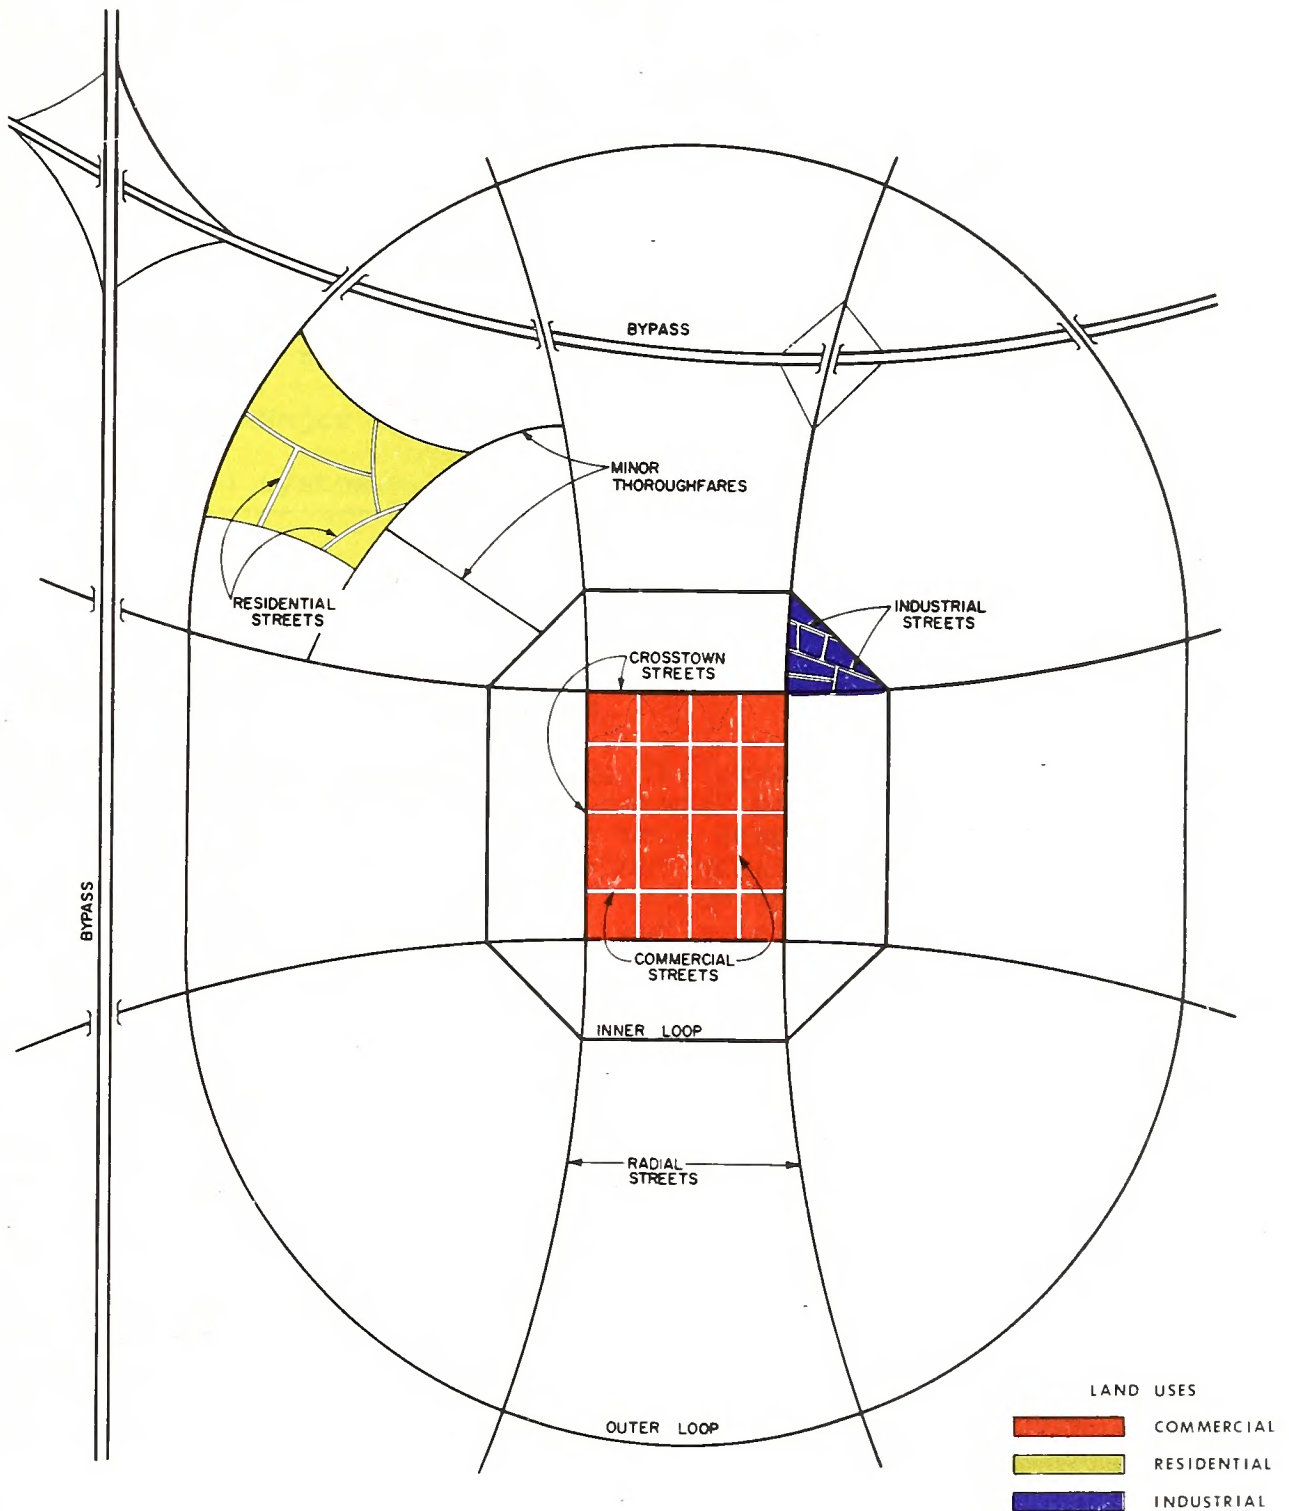 BYPASS
MINOR
THOROUGHFARES
RESIDENTIAL
STREETS
INDUSTRIAL
STREETS
CROSSTOWN
STREETS
BYPASS
COMMERCIAL
STREETS
INNER LOOP
RADIAL
STREETS
OUTER LOOP
LAND USES
COMMERCIAL
RESIDENTIAL
INDUSTRIAL